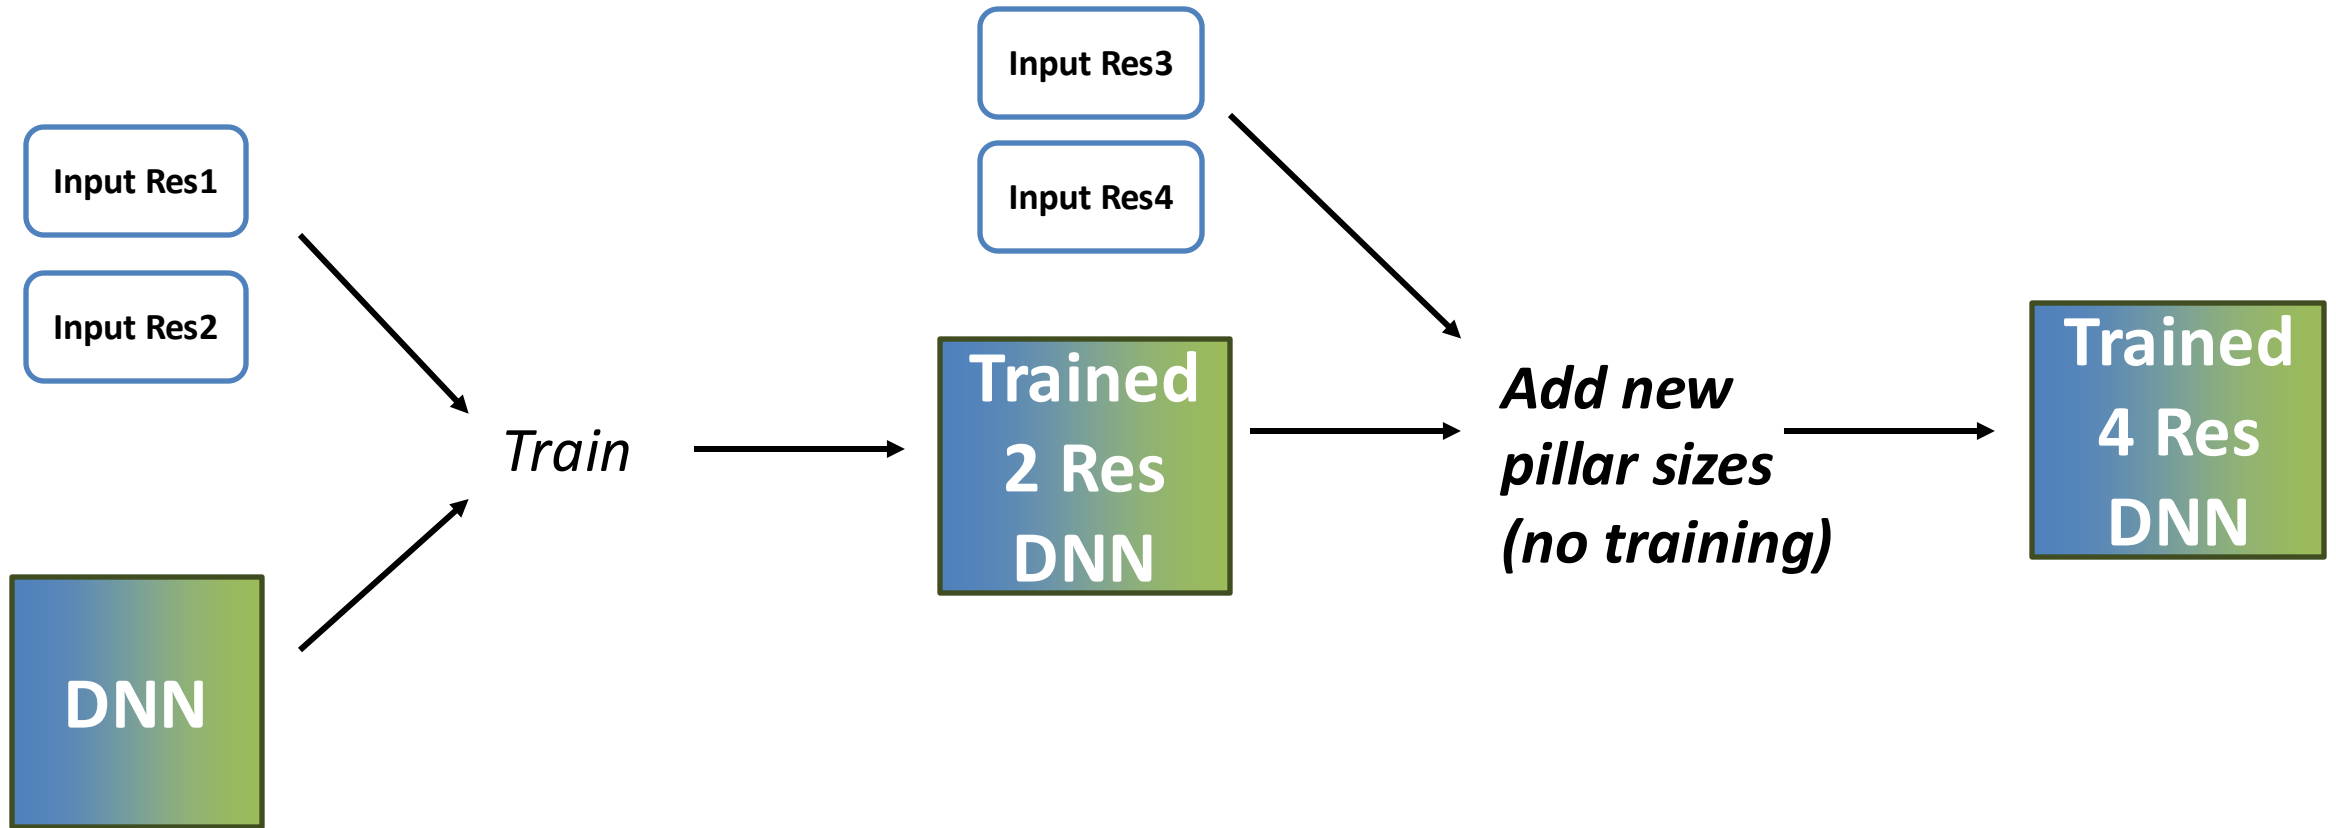 Input Res1
Input Res2
DNN
Train
Input Res3
Input Res4
Trained
2 Res
DNN
Add new
pillar sizes
(no training)
Trained
4 Res
DNN